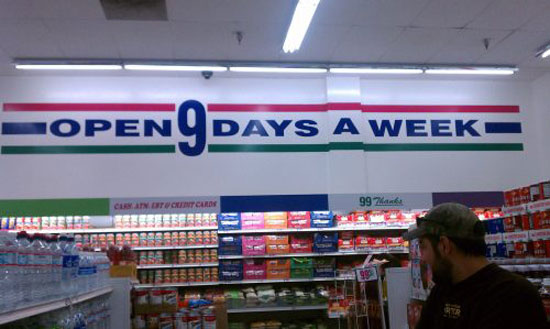 OPEN 9 DAYS A WEEK
CASH, ATM, EBT & CREDIT CARDS
99 Thanks